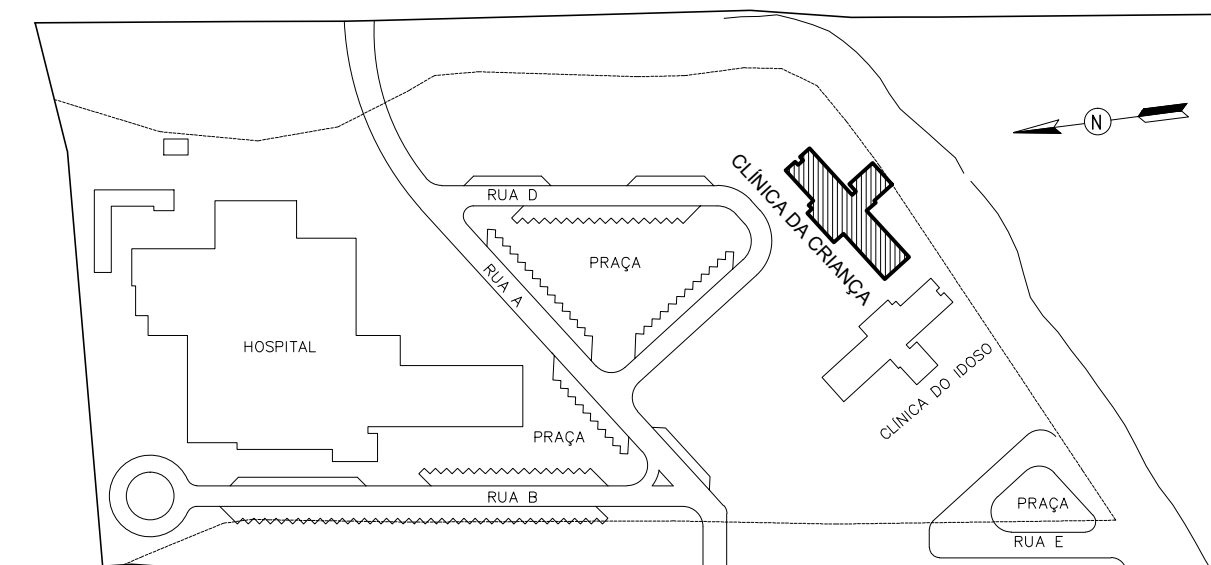 N
CLÍNICA DA CRIANÇA
RUA D
PRAÇA
RUA A
HOSPITAL
CLÍNICA DO IDOSO
PRAÇA
RUA B
PRAÇA
RUA E